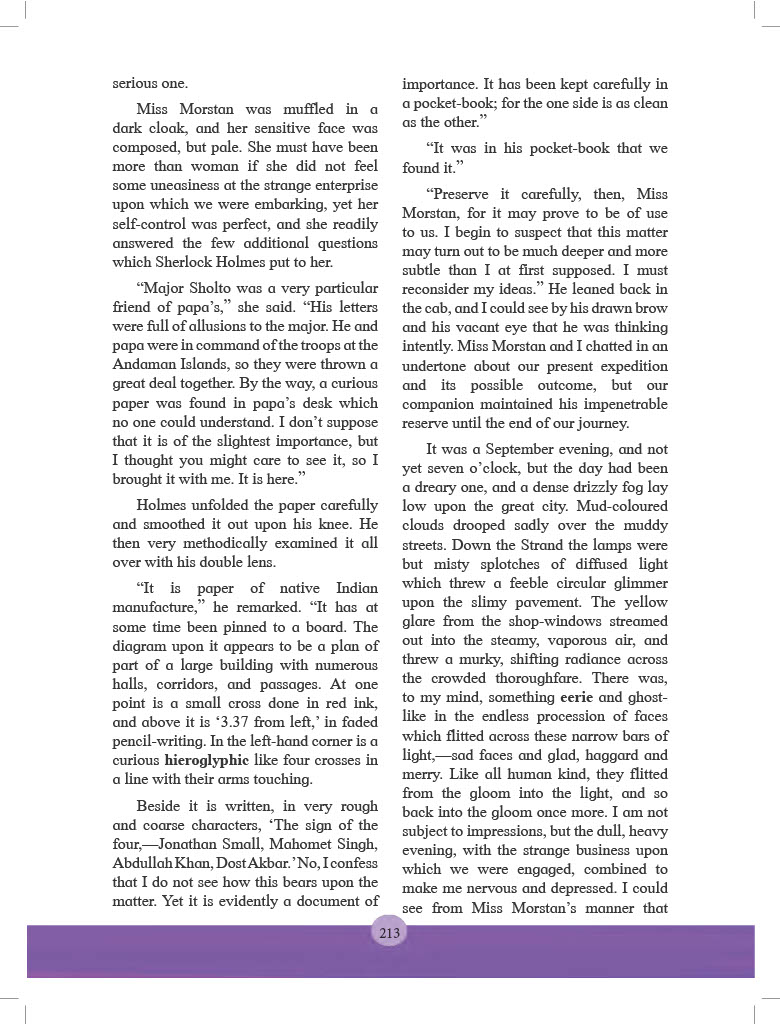 serious one.
Miss Morstan was muffled in a
dark cloak, and her sensitive face was
composed, but pale. She must have been
more than woman if she did not feel
some uneasiness at the strange enterprise
upon which we were embarking, yet her
self-control was perfect, and she readily
answered the few additional questions
which Sherlock Holmes put to her.
“Major Sholto was a very particular
friend of papa’s,” she said. “His letters
were full of allusions to the major. He and
papa were in command of the troops at the
Andaman Islands, so they were thrown a
great deal together. By the way, a curious
paper was found in papa’s desk which
no one could understand. I don’t suppose
that it is of the slightest importance, but
I thought you might care to see it, so I
brought it with me. It is here.”
Holmes unfolded the paper carefully
and smoothed it out upon his knee. He
then very methodically examined it all
over with his double lens.
“It is paper of native Indian
manufacture,” he remarked. “It has at
some time been pinned to a board. The
diagram upon it appears to be a plan of
part of a large building with numerous
halls, corridors, and passages. At one
point is a small cross done in red ink,
and above it is ‘3.37 from left,’ in faded
pencil-writing. In the left-hand corner is a
curious hieroglyphic like four crosses in
a line with their arms touching.
Beside it is written, in very rough
and coarse characters, ‘The sign of the
four,—Jonathan Small, Mahomet Singh,
Abdullah Khan, Dost Akbar.’ No, I confess
that I do not see how this bears upon the
matter. Yet it is evidently a document of
importance. It has been kept carefully in
a pocket-book; for the one side is as clean
as the other.”
“It was in his pocket-book that we
found it.”
“Preserve it carefully, then, Miss
Morstan, for it may prove to be of use
to us. I begin to suspect that this matter
may turn out to be much deeper and more
subtle than I at first supposed. I must
reconsider my ideas.” He leaned back in
the cab, and I could see by his drawn brow
and his vacant eye that he was thinking
intently. Miss Morstan and I chatted in an
undertone about our present expedition
and its possible outcome, but our
companion maintained his impenetrable
reserve until the end of our journey.
It was a September evening, and not
yet seven o’clock, but the day had been
a dreary one, and a dense drizzly fog lay
low upon the great city. Mud-coloured
clouds drooped sadly over the muddy
streets. Down the Strand the lamps were
but misty splotches of diffused light
which threw a feeble circular glimmer
upon the slimy pavement. The yellow
glare from the shop-windows streamed
out into the steamy, vaporous air, and
threw a murky, shifting radiance across
the crowded thoroughfare. There was,
to my mind, something eerie and ghost-
like in the endless procession of faces
which flitted across these narrow bars of
light,—sad faces and glad, haggard and
merry. Like all human kind, they flitted
from the gloom into the light, and so
back into the gloom once more. I am not
subject to impressions, but the dull, heavy
evening, with the strange business upon
which we were engaged, combined to
make me nervous and depressed. I could
see from Miss Morstan’s manner that
213